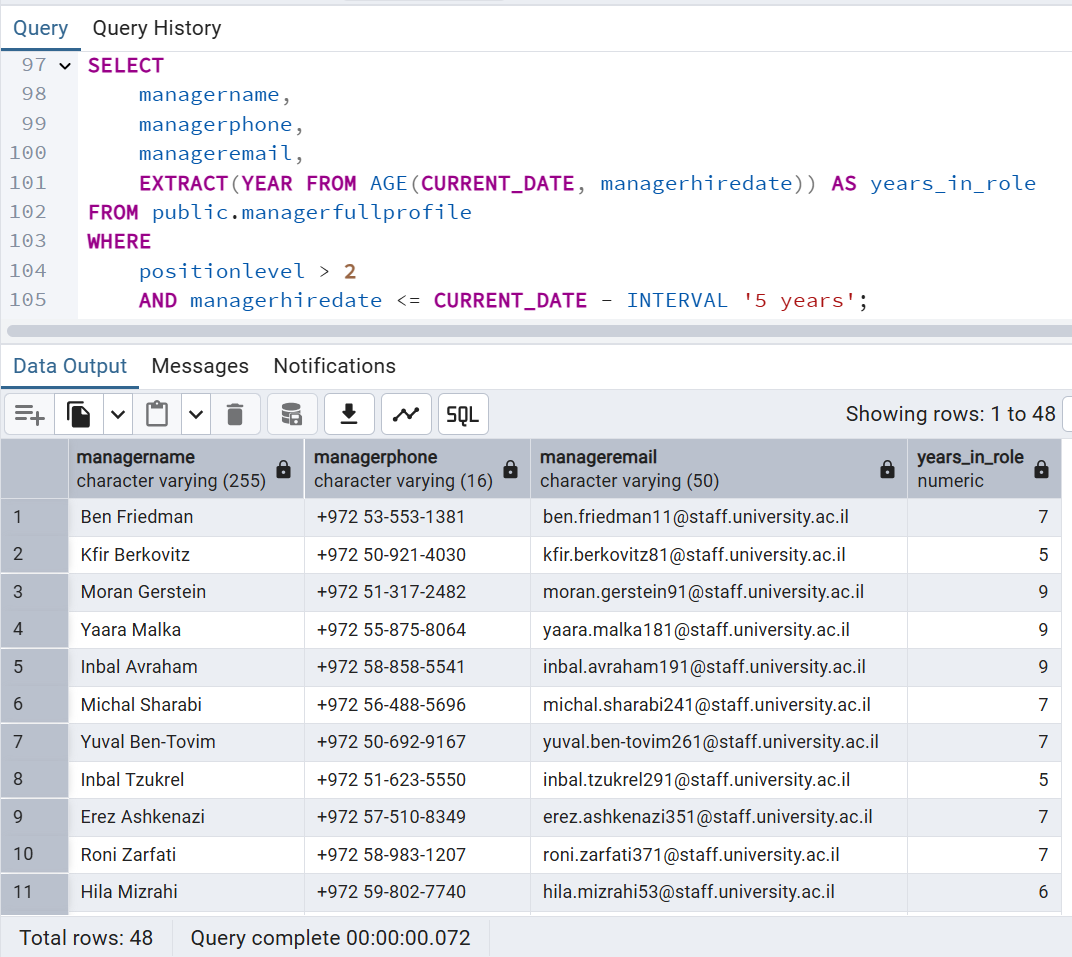 Query Query History
97 SELECT
98 managername,
99 managerphone,
100 manageremail,
101 EXTRACT(YEAR FROM AGE(CURRENT_DATE, managerhiredate)) AS years_in_role
102 FROM public.managerfullprofile
103 WHERE
104 positionlevel > 2
105 AND managerhiredate <= CURRENT_DATE - INTERVAL '5 years';
Data Output Messages Notifications
SQL Showing rows: 1 to 48
managername managerphone manageremail years_in_role
character varying (255) character varying (16) character varying (50) numeric
1 Ben Friedman +972 53-553-1381 ben.friedman11@staff.university.ac.il 7
2 Kfir Berkovitz +972 50-921-4030 kfir.berkovitz81@staff.university.ac.il 5
3 Moran Gerstein +972 51-317-2482 moran.gerstein91@staff.university.ac.il 9
4 Yaara Malka +972 55-875-8064 yaara.malka181@staff.university.ac.il 9
5 Inbal Avraham +972 58-858-5541 inbal.avraham191@staff.university.ac.il 9
6 Michal Sharabi +972 56-488-5696 michal.sharabi241@staff.university.ac.il 7
7 Yuval Ben-Tovim +972 50-692-9167 yuval.ben-tovim261@staff.university.ac.il 7
8 Inbal Tzukrel +972 51-623-5550 inbal.tzukrel291@staff.university.ac.il 5
9 Erez Ashkenazi +972 57-510-8349 erez.ashkenazi351@staff.university.ac.il 7
10 Roni Zarfati +972 58-983-1207 roni.zarfati371@staff.university.ac.il 7
11 Hila Mizrahi +972 59-802-7740 hila.mizrahi53@staff.university.ac.il 6
Total rows: 48 Query complete 00:00:00.072